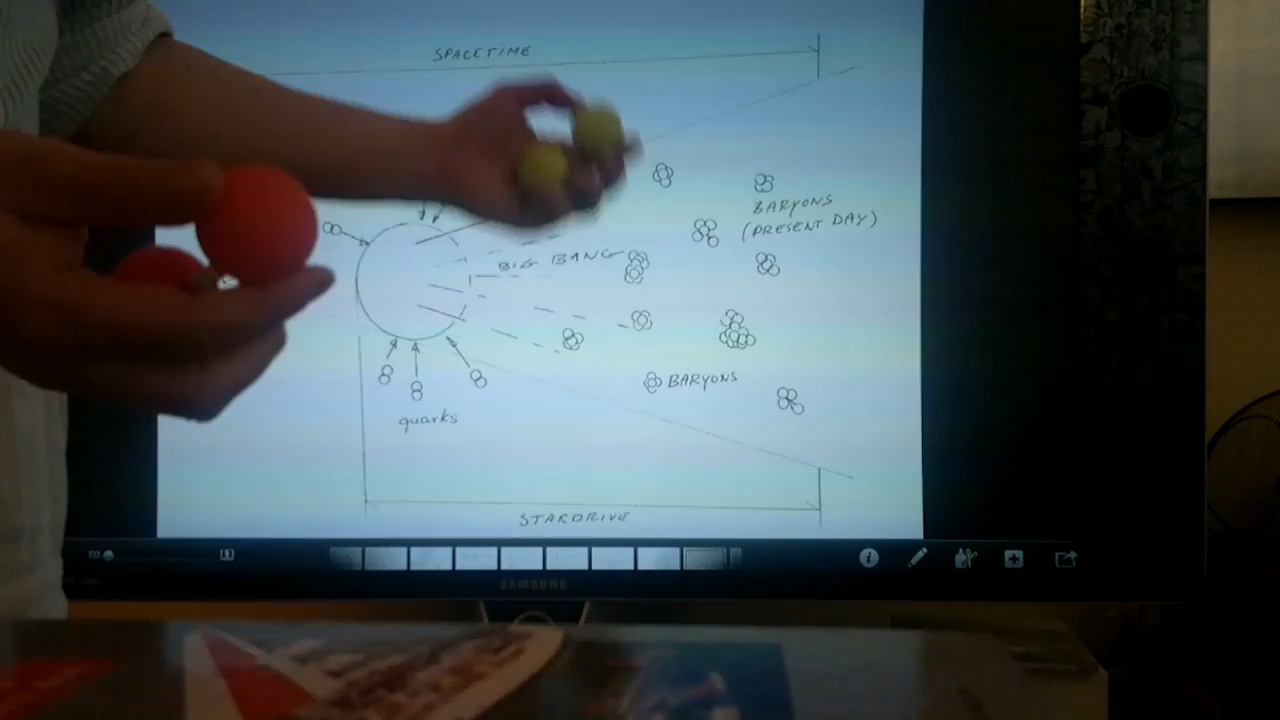 SPACETIME
BARYONS
(PRESENT DAY)
BIG BANG
BARYONS
quarks
STARDRIVE
SAMSUNG